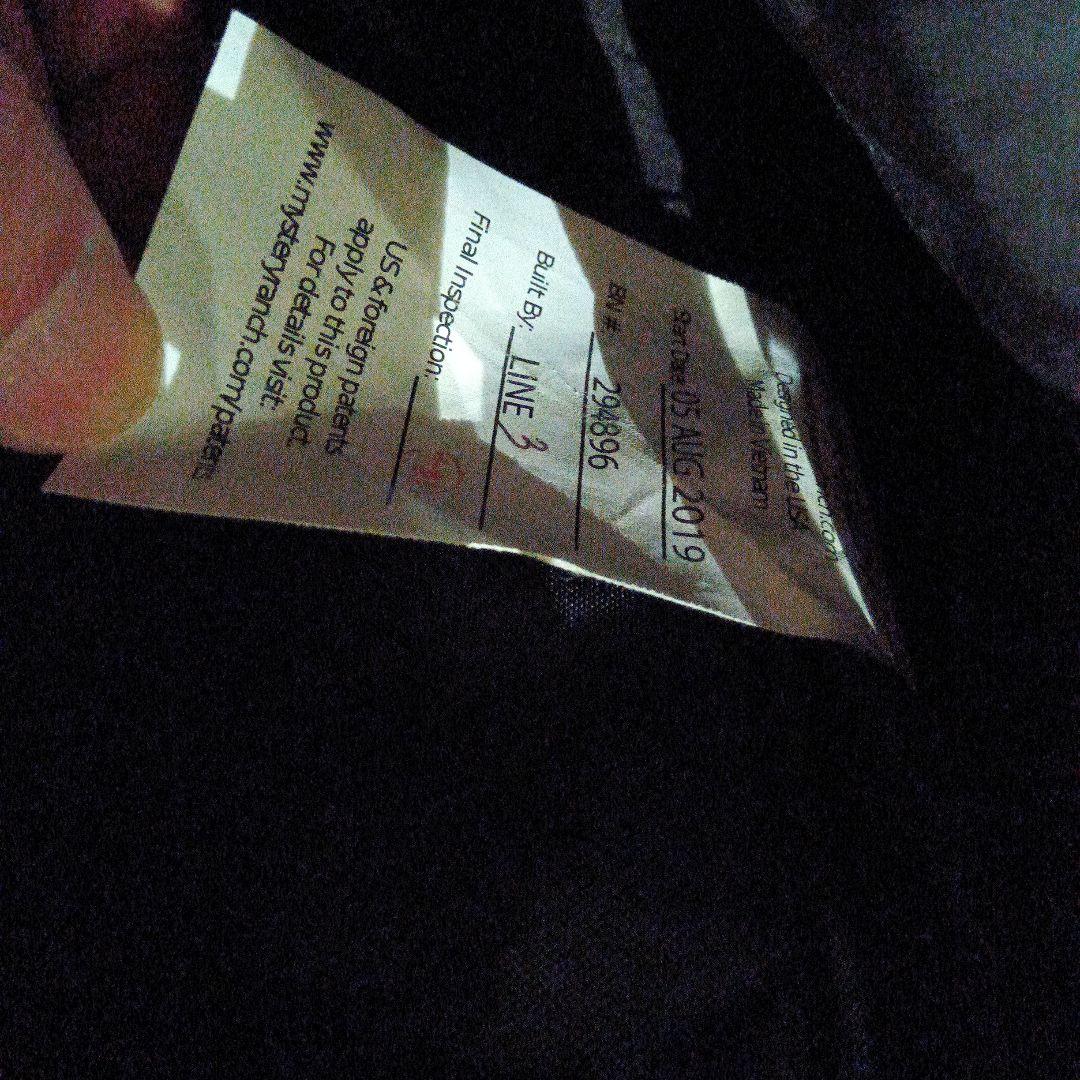 Designed in the USA
Made in Vietnam
Start Date: 05 AUG 2019
BN #: 294896
Built By: LINE 3
Final Inspection:
US & foreign patents
apply to this product.
For details visit:
www.mysteryranch.com/patents